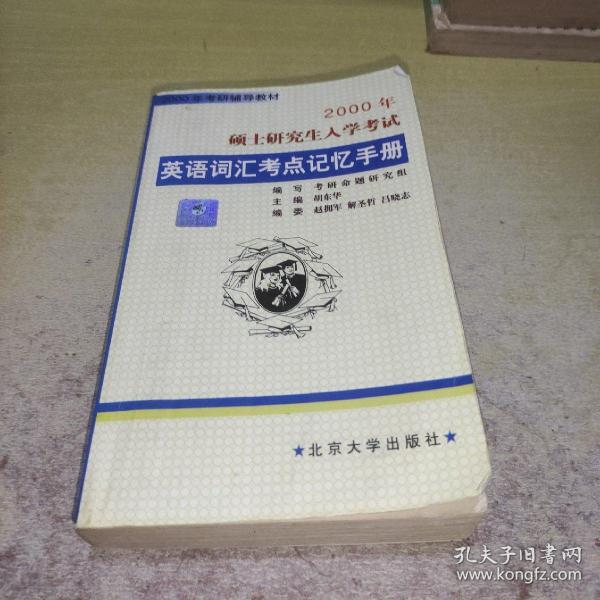 2000年考研辅导教材
2000年
硕士研究生入学考试
英语词汇考点记忆手册
编写 考研命题研究组
主编 胡东华
编委 赵拥军 解圣哲 吕晓志
★北京大学出版社★
孔夫子旧书网
www.kongfz.com